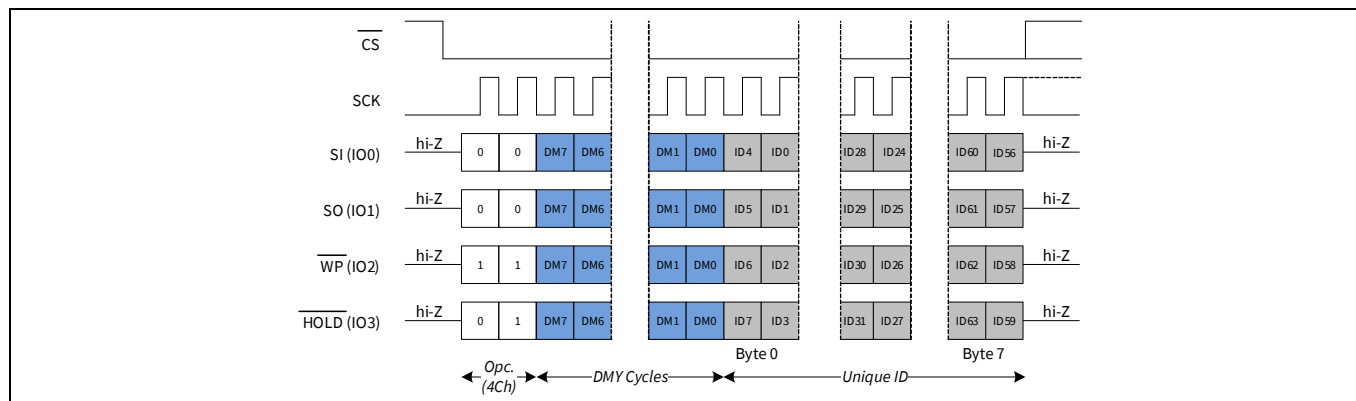 CS
SCK
SI (IO0) hi-Z 0 0 DM7 DM6 DM1 DM0 ID4 ID0 ID28 ID24 ID60 ID56 hi-Z
SO (IO1) hi-Z 0 0 DM7 DM6 DM1 DM0 ID5 ID1 ID29 ID25 ID61 ID57 hi-Z
WP (IO2) hi-Z 1 1 DM7 DM6 DM1 DM0 ID6 ID2 ID30 ID26 ID62 ID58 hi-Z
HOLD (IO3) hi-Z 0 1 DM7 DM6 DM1 DM0 ID7 ID3 ID31 ID27 ID63 ID59 hi-Z
Byte 0 Byte 7
Opc.
(4Ch) DMY Cycles Unique ID